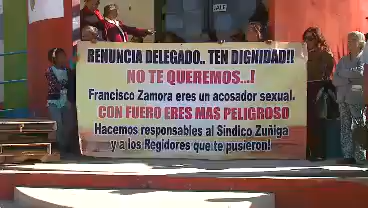 RENUNCIA DELEGADO.. TEN DIGNIDAD!!
NO TE QUEREMOS...!
Francisco Zamora eres un acosador sexual.
CON FUERO ERES MAS PELIGROSO
Hacemos responsables al Sindico Zuñiga
y a los Regidores que te pusieron!